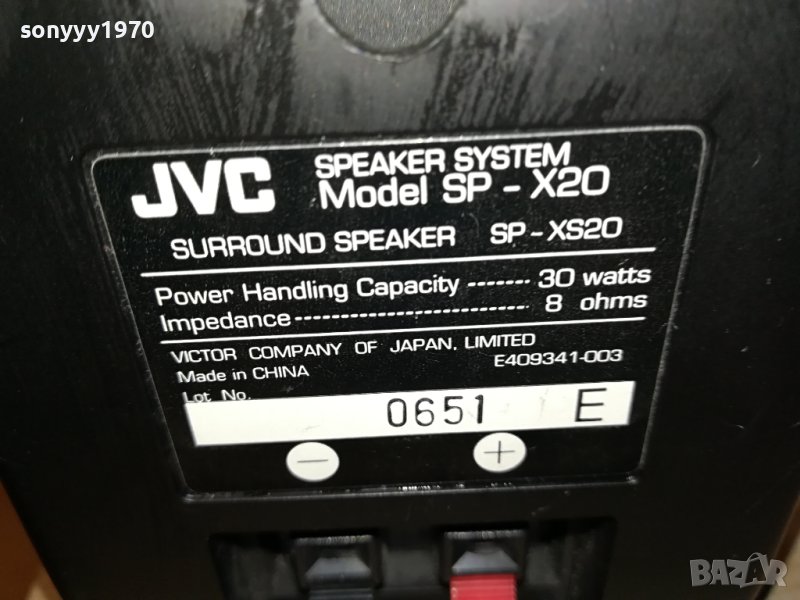 sonyyy1970
JVC
SPEAKER SYSTEM
Model SP - X20
SURROUND SPEAKER SP - XS20
Power Handling Capacity ------- 30 watts
Impedance -------------------------- 8 ohms
VICTOR COMPANY OF JAPAN, LIMITED
E409341-003
Made in CHINA
Lot No.
0651 E
− +
BAZAR